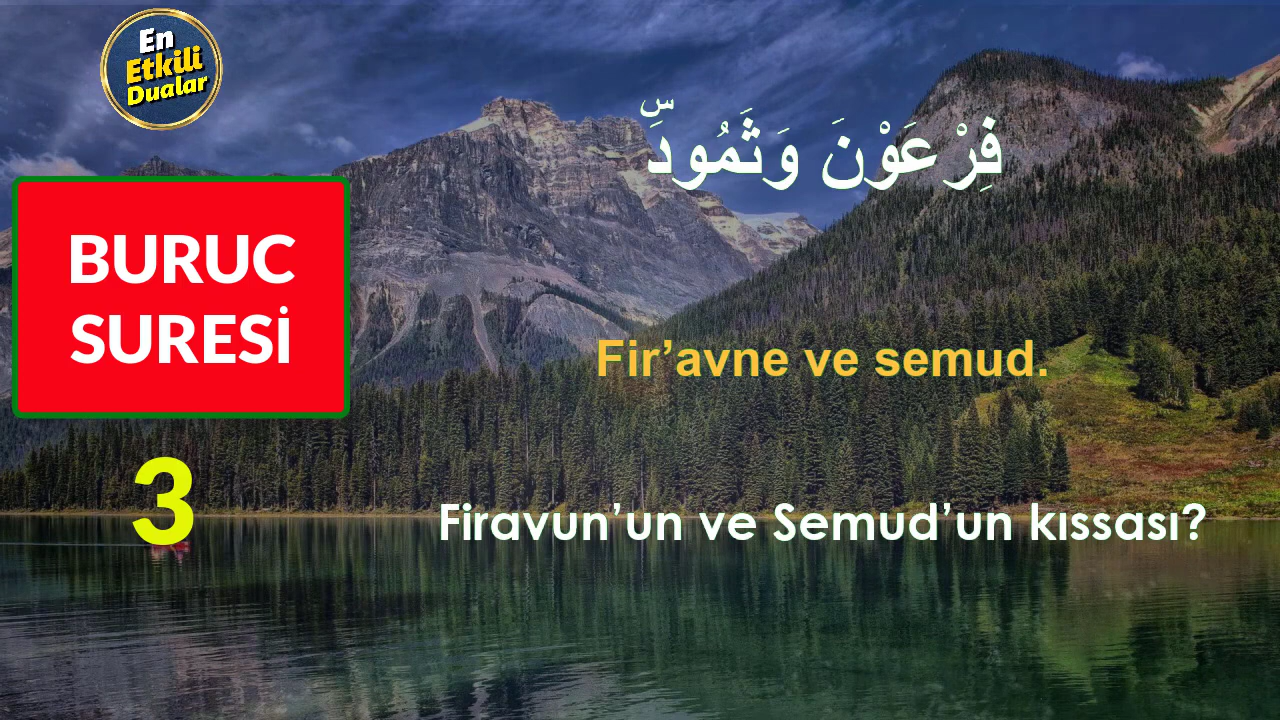 En
Etkili
Dualar
BURUC
SURESİ
3
فِرْعَوْنَ وَثَمُودَۜ
Fir’avne ve semud.
Firavun’un ve Semud’un kıssası?